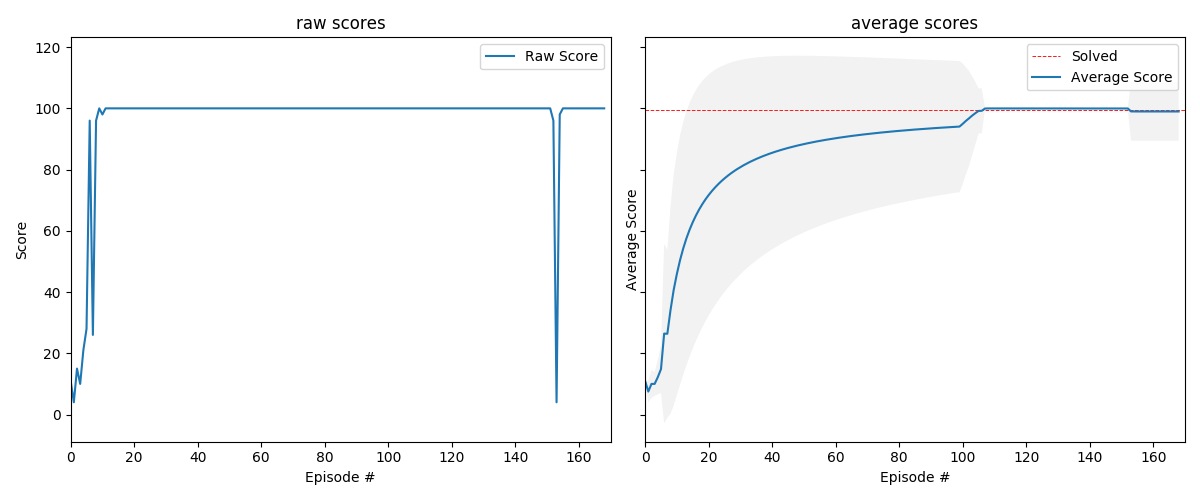 raw scores
120
100
80
60
40
20
0
Score
Raw Score
0 20 40 60 80 100 120 140 160
Episode #
average scores
Average Score
Solved
Average Score
0 20 40 60 80 100 120 140 160
Episode #